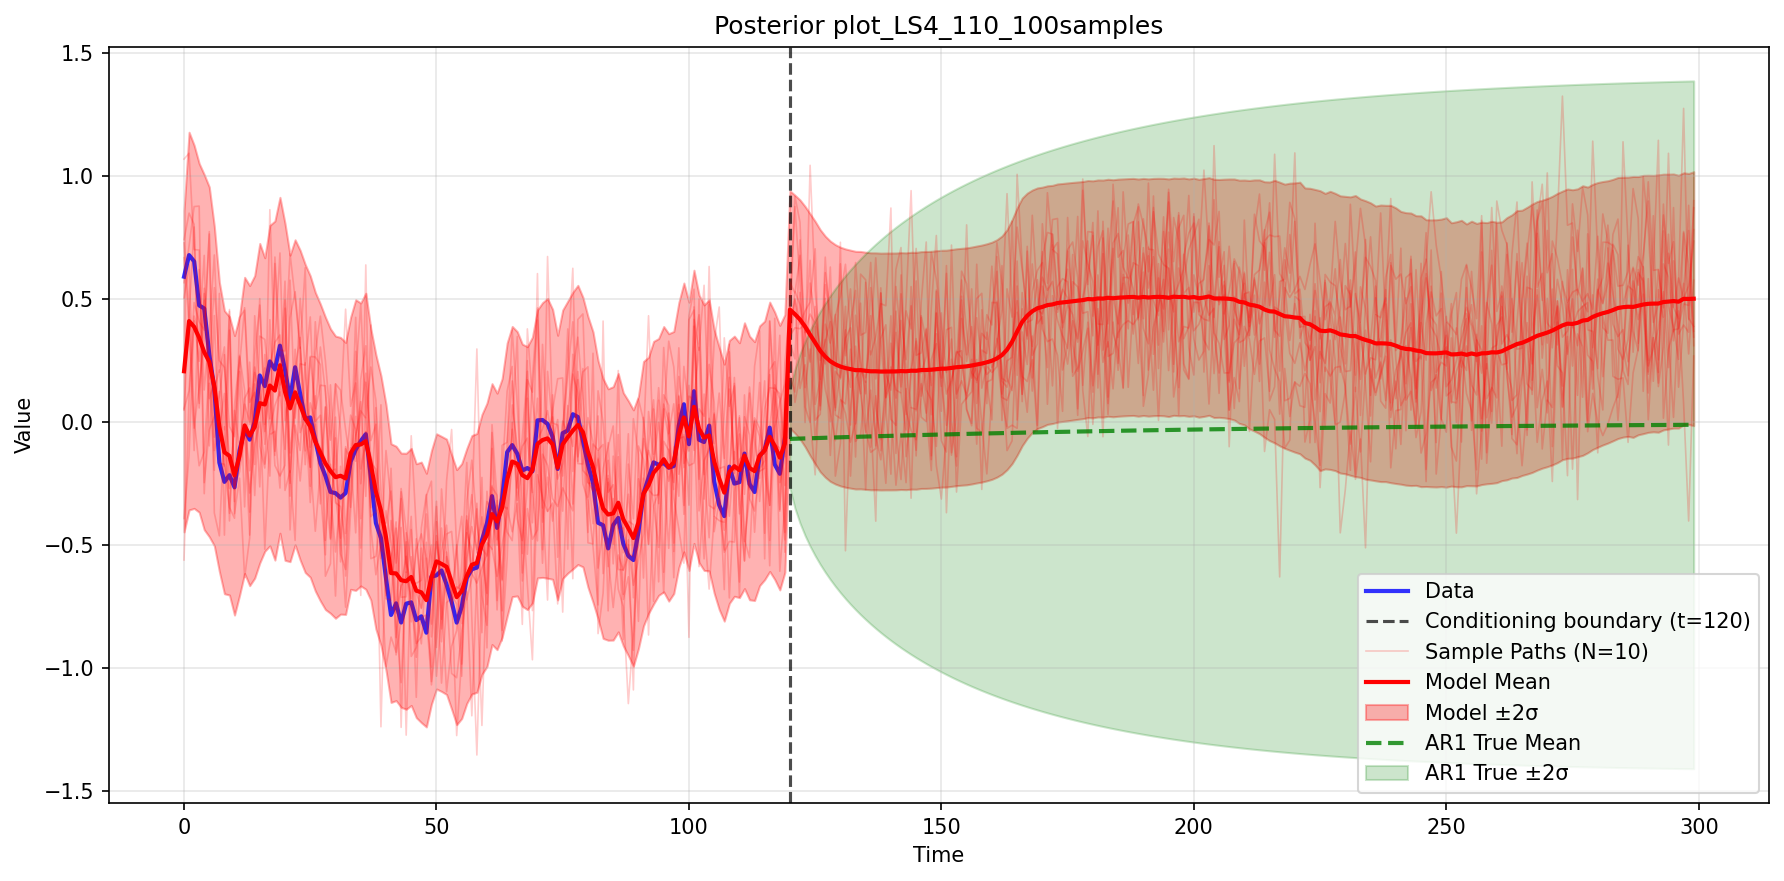 Posterior plot_LS4_110_100samples
Value
1.5
1.0
0.5
0.0
−0.5
−1.0
−1.5
0
50
100
150
200
250
300
Time
Data
Conditioning boundary (t=120)
Sample Paths (N=10)
Model Mean
Model ±2σ
AR1 True Mean
AR1 True ±2σ